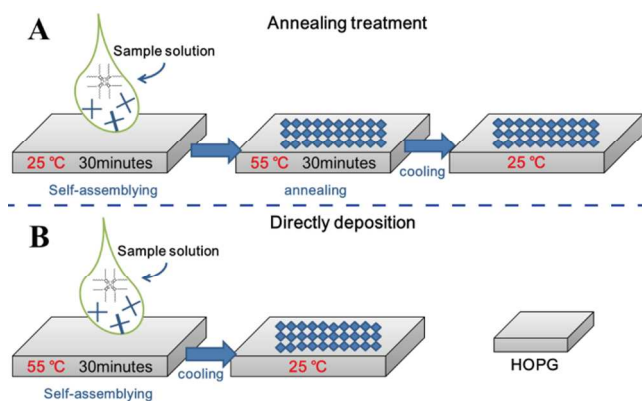 A
Annealing treatment
Sample solution
25 ℃ 30minutes
55 ℃ 30minutes
cooling
25 ℃
Self-assemblying
annealing
B
Directly deposition
Sample solution
55 ℃ 30minutes
cooling
25 ℃
HOPG
Self-assemblying